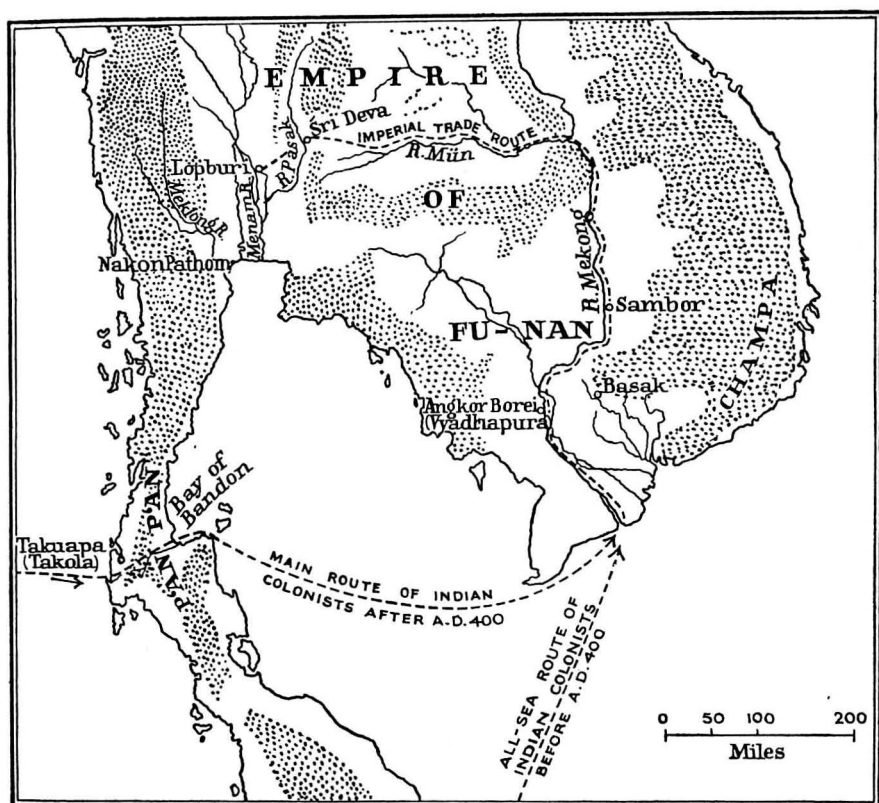 EMPIRE
Sri Deva
IMPERIAL TRADE ROUTE
R. Pasak
R. Mün
Lopburi
Meklong R.
Menam R.
OF
Nakon Pathom
R. Mekong
Sambor
FU-NAN
CHAMPA
Basak
Angkor Borei
(Vyadhapura)
P'AN P'AN
Bay of
Bandon
Takuapa
(Takola)
MAIN ROUTE OF INDIAN
COLONISTS AFTER A.D. 400
ALL-SEA ROUTE OF
INDIAN COLONISTS
BEFORE A.D. 400
0 50 100 200
Miles